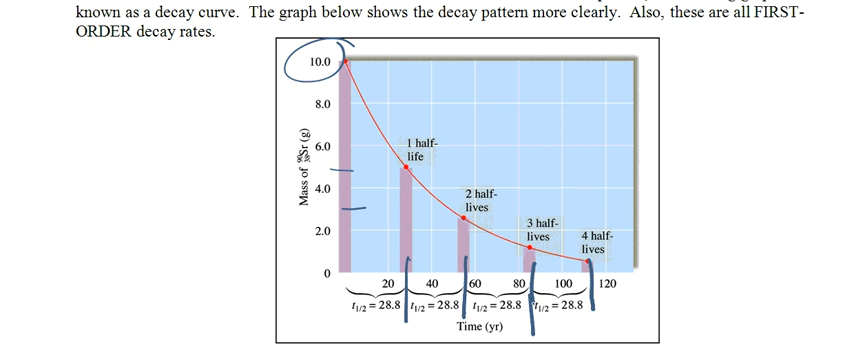 known as a decay curve. The graph below shows the decay pattern more clearly. Also, these are all FIRST-
ORDER decay rates.
10.0
8.0
6.0
4.0
2.0
0
Mass of ⁹⁰₃₈Sr (g)
1 half-
life
2 half-
lives
3 half-
lives
4 half-
lives
20 40 60 80 100 120
t1/2 = 28.8 t1/2 = 28.8 t1/2 = 28.8 t1/2 = 28.8
Time (yr)